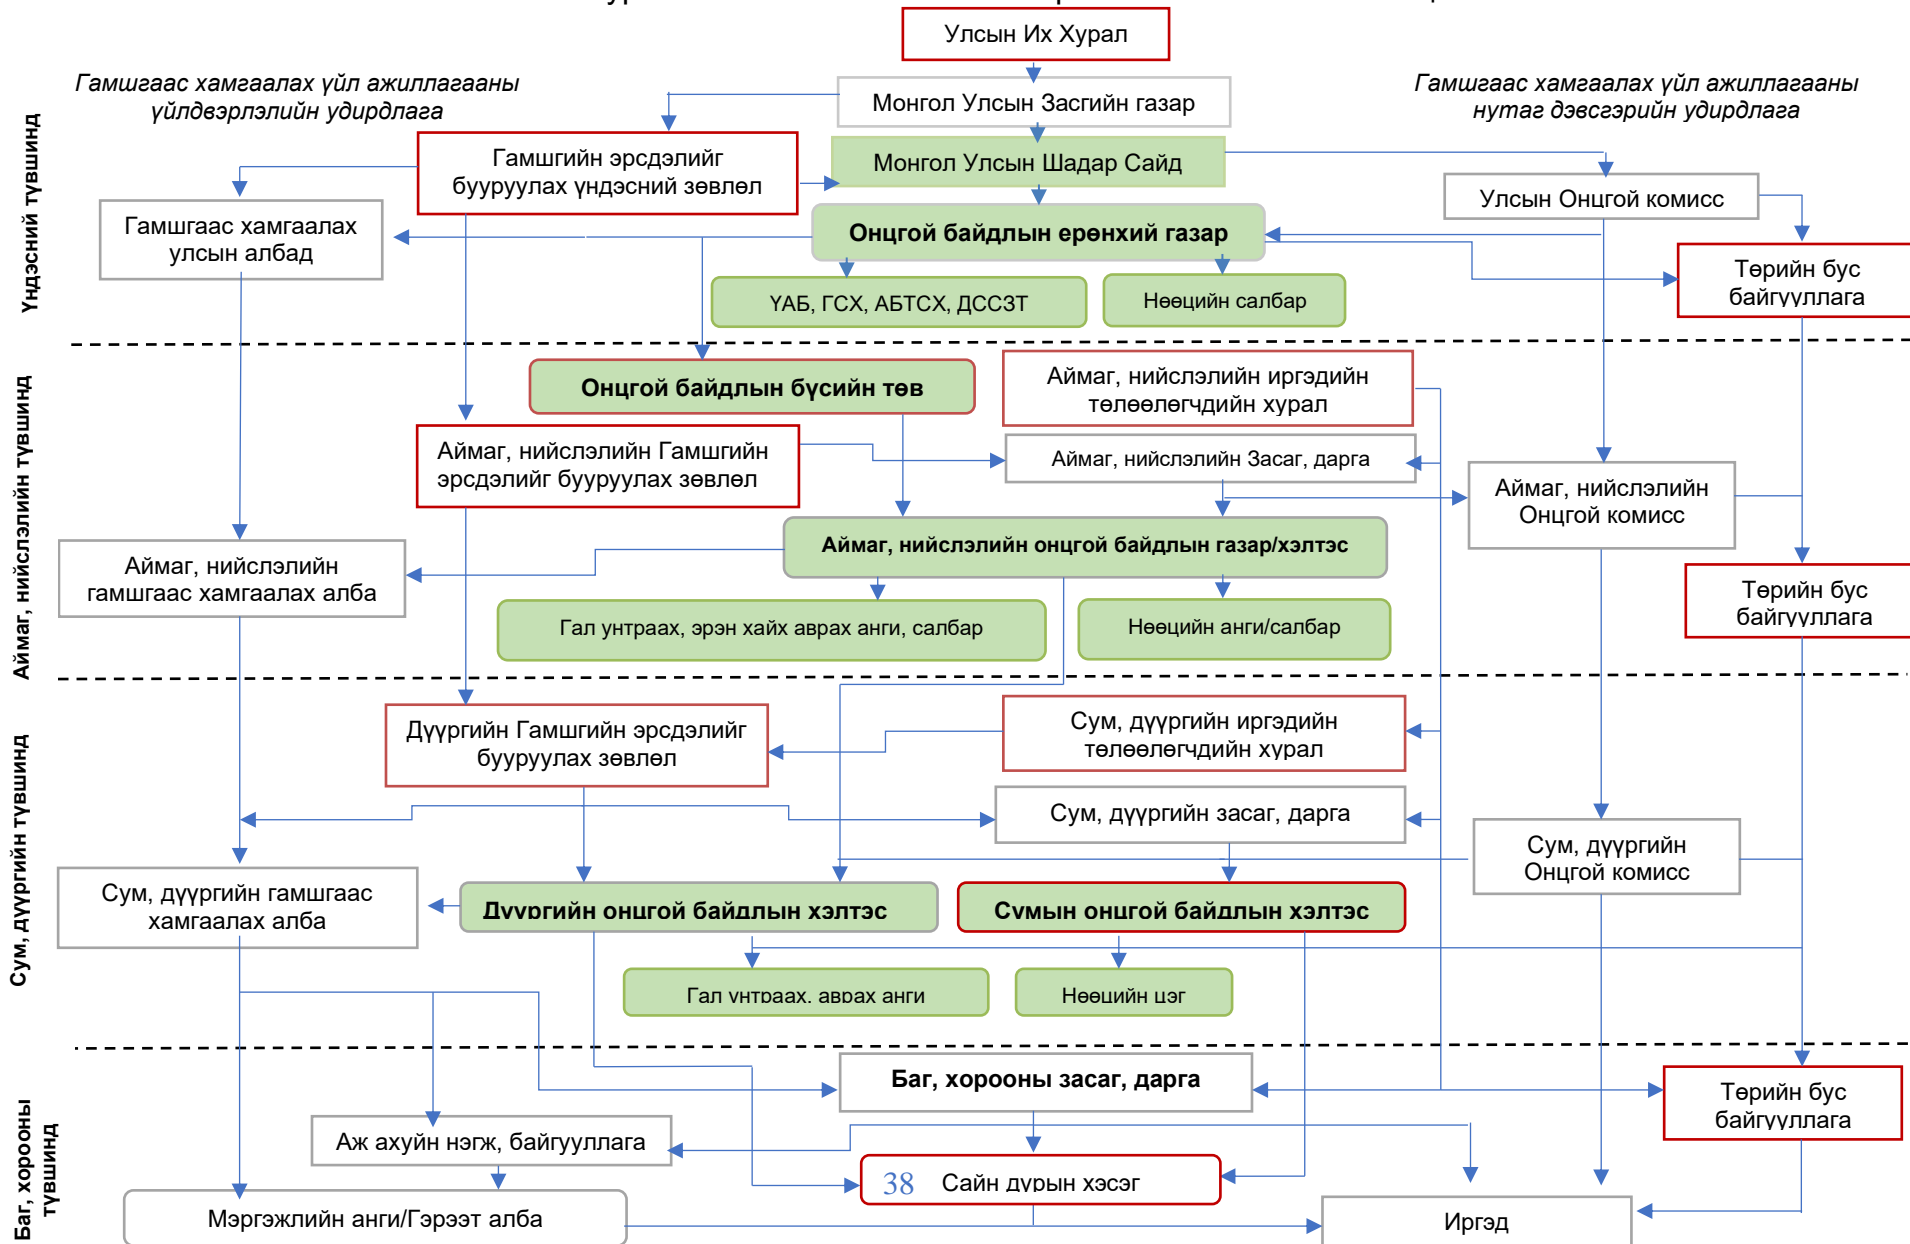 Улсын Их Хурал
Гамшгаас хамгаалах үйл ажиллагааны
үйлдвэрлэлийн удирдлага
Монгол Улсын Засгийн газар
Гамшгаас хамгаалах үйл ажиллагааны
нутаг дэвсгэрийн удирдлага
Үндэсний түвшинд
Гамшгийн эрсдэлийг
бууруулах үндэсний зөвлөл
Монгол Улсын Шадар Сайд
Улсын Онцгой комисс
Гамшгаас хамгаалах
улсын албад
Онцгой байдлын ерөнхий газар
Төрийн бус
байгууллага
ҮАБ, ГСХ, АБТСХ, ДССЗТ
Нөөцийн салбар
Аймаг, нийслэлийн түвшинд
Онцгой байдлын бүсийн төв
Аймаг, нийслэлийн иргэдийн
төлөөлөгчдийн хурал
Аймаг, нийслэлийн Гамшгийн
эрсдэлийг бууруулах зөвлөл
Аймаг, нийслэлийн Засаг, дарга
Аймаг, нийслэлийн
Онцгой комисс
Аймаг, нийслэлийн онцгой байдлын газар/хэлтэс
Аймаг, нийслэлийн
гамшгаас хамгаалах алба
Төрийн бус
байгууллага
Гал унтраах, эрэн хайх аврах анги, салбар
Нөөцийн анги/салбар
Сум, дүүргийн түвшинд
Дүүргийн Гамшгийн эрсдэлийг
бууруулах зөвлөл
Сум, дүүргийн иргэдийн
төлөөлөгчдийн хурал
Сум, дүүргийн засаг, дарга
Сум, дүүргийн
Онцгой комисс
Сум, дүүргийн гамшгаас
хамгаалах алба
Дүүргийн онцгой байдлын хэлтэс
Сумын онцгой байдлын хэлтэс
Гал унтраах, аврах анги
Нөөцийн цэг
Баг, хорооны
түвшинд
Баг, хорооны засаг, дарга
Төрийн бус
байгууллага
Аж ахуйн нэгж, байгууллага
38 Сайн дурын хэсэг
Мэргэжлийн анги/Гэрээт алба
Иргэд